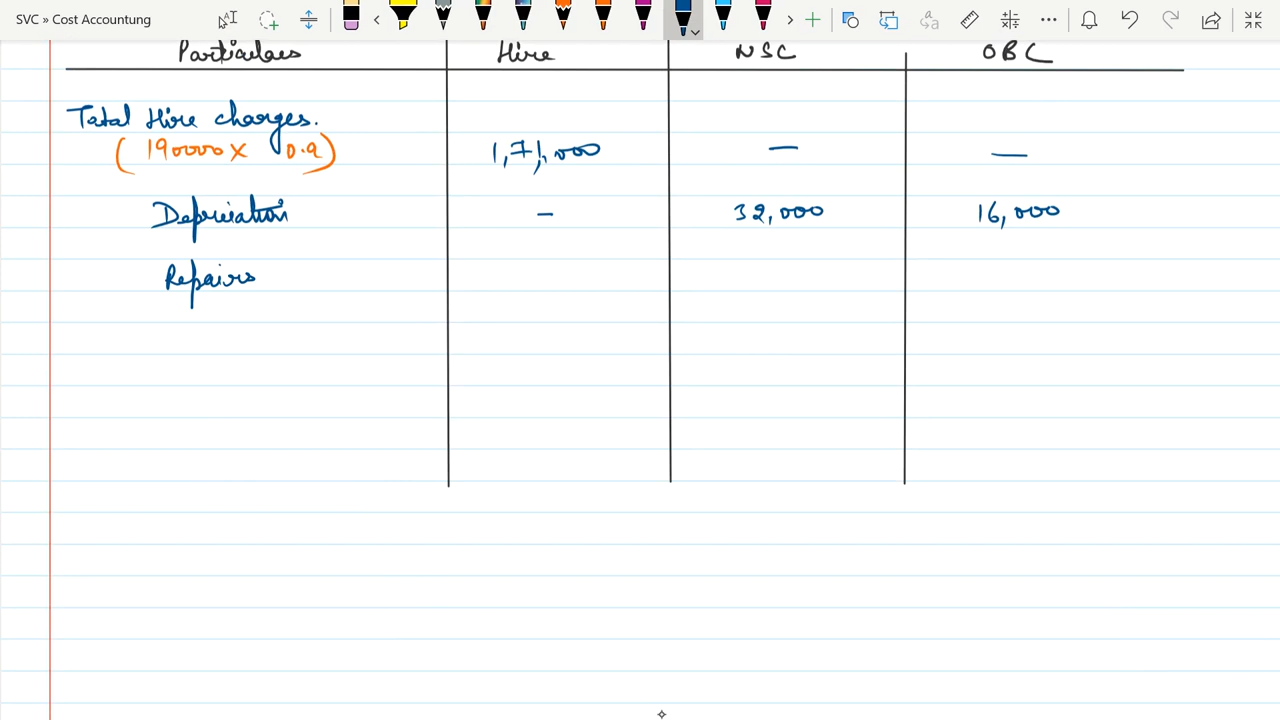 SVC » Cost Accountung
Particulaes Hire NSC OBC
Total Hire charges.
(190000 x 0.9) 1,71,000 — —
Depreciation - 32,000 16,000
Repairs